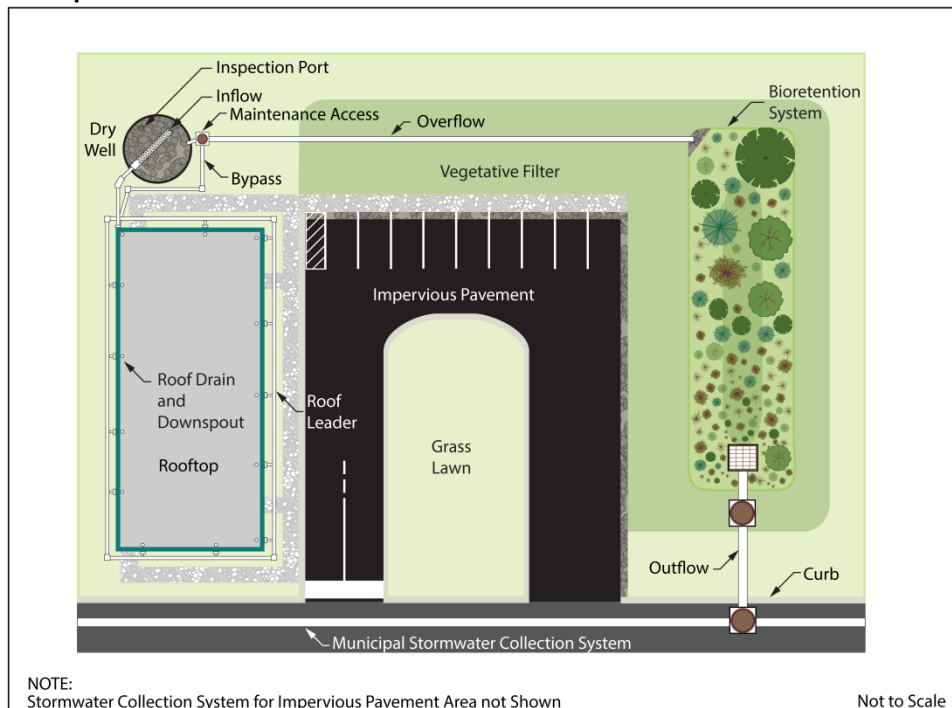 Inspection Port
Inflow
Maintenance Access
Dry
Well
Bypass
Overflow
Bioretention
System
Vegetative Filter
Impervious Pavement
Roof Drain
and
Downspout
Rooftop
Roof
Leader
Grass
Lawn
Outflow
Curb
Municipal Stormwater Collection System
NOTE:
Stormwater Collection System for Impervious Pavement Area not Shown
Not to Scale